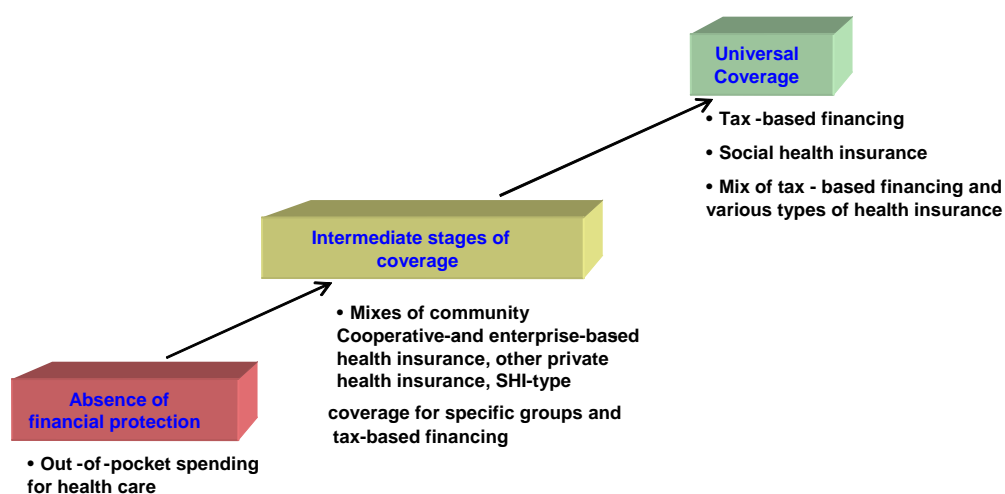 Universal
Coverage
• Tax -based financing
• Social health insurance
• Mix of tax - based financing and
various types of health insurance
Intermediate stages of
coverage
• Mixes of community
Cooperative-and enterprise-based
health insurance, other private
health insurance, SHI-type
coverage for specific groups and
tax-based financing
Absence of
financial protection
• Out -of-pocket spending
for health care